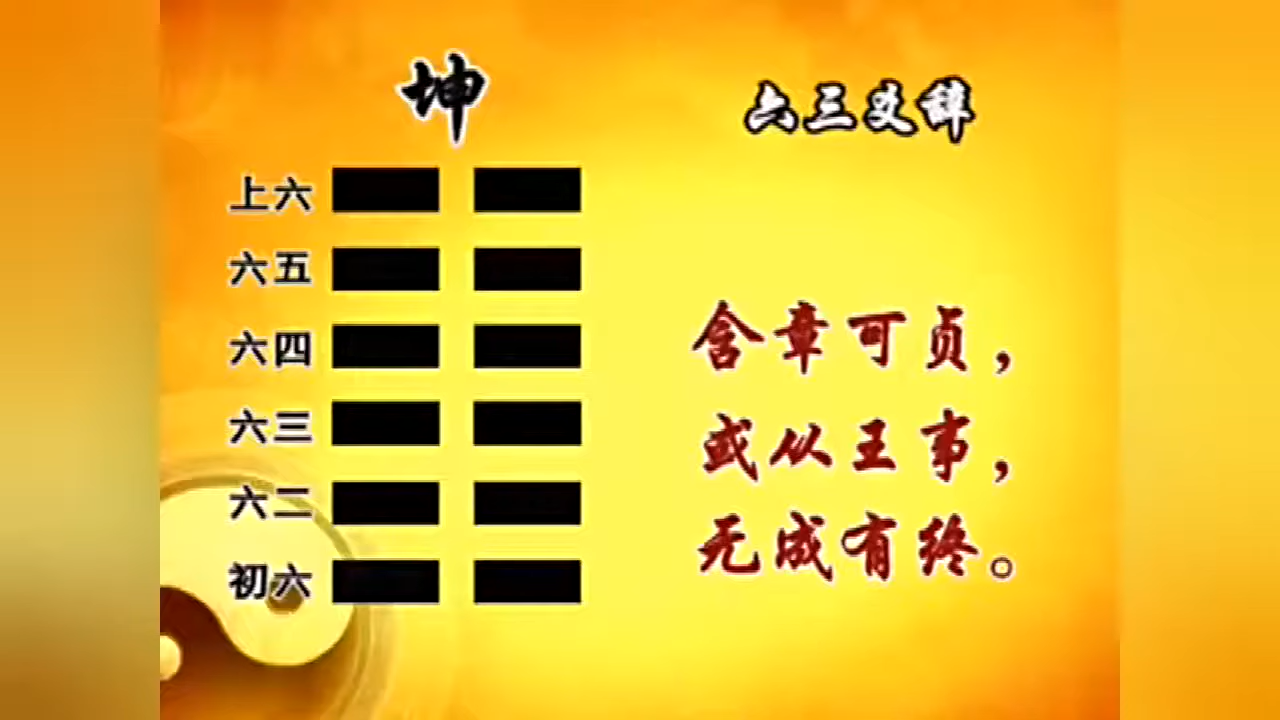 坤
上六
六五
六四
六三
六二
初六
六三爻辞
含章可贞，
或从王事，
无成有终。